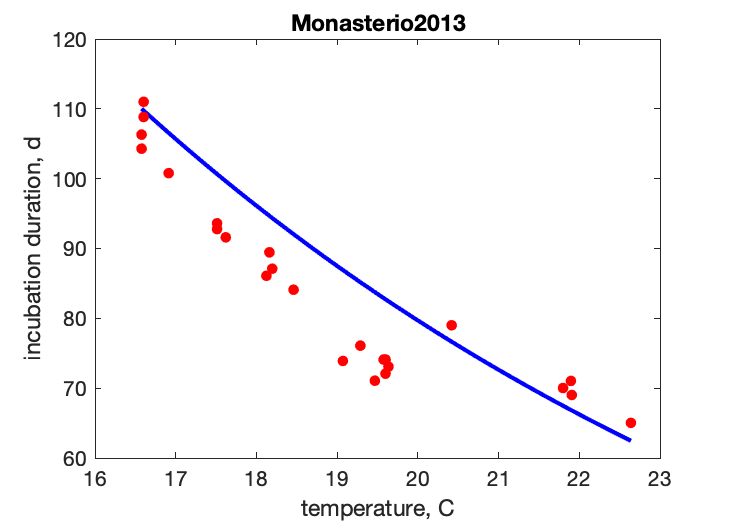 Monasterio2013
120
110
100
90
80
70
60
incubation duration, d
16 17 18 19 20 21 22 23
temperature, C